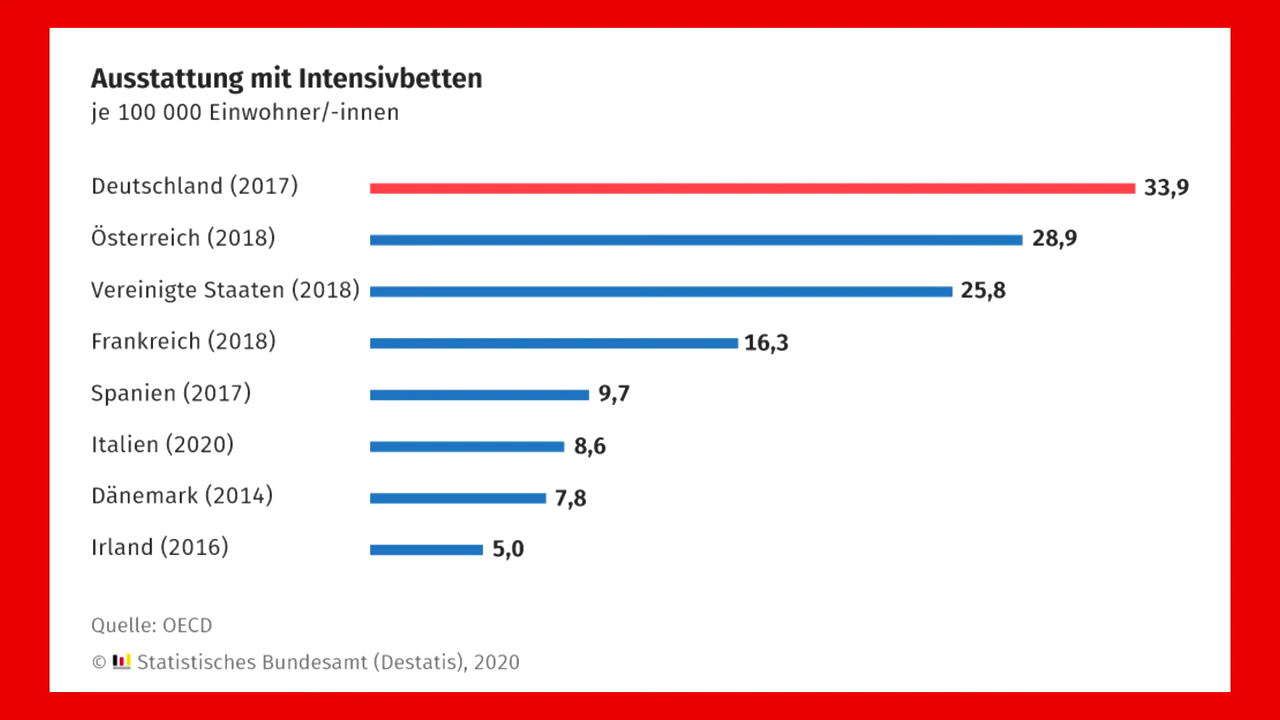 Ausstattung mit Intensivbetten
je 100 000 Einwohner/-innen
Deutschland (2017) 33,9
Österreich (2018) 28,9
Vereinigte Staaten (2018) 25,8
Frankreich (2018) 16,3
Spanien (2017) 9,7
Italien (2020) 8,6
Dänemark (2014) 7,8
Irland (2016) 5,0
Quelle: OECD
© Statistisches Bundesamt (Destatis), 2020